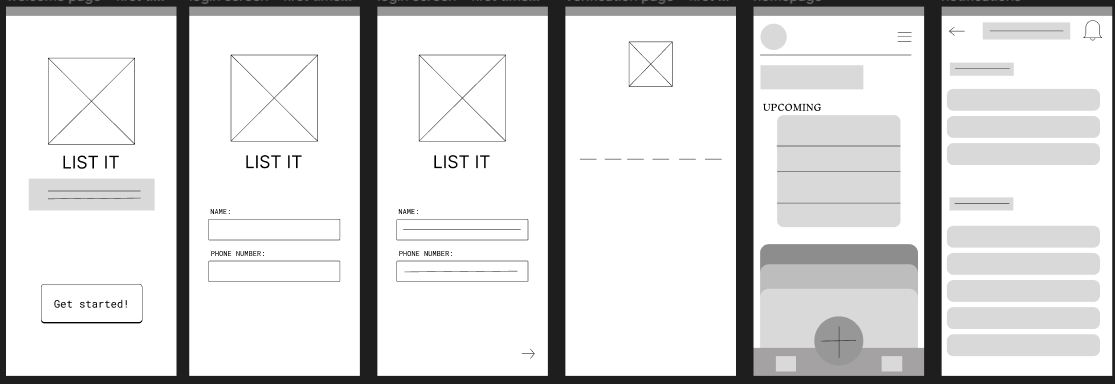 LIST IT
Get started!
LIST IT
NAME:
PHONE NUMBER:
LIST IT
NAME:
PHONE NUMBER:
UPCOMING